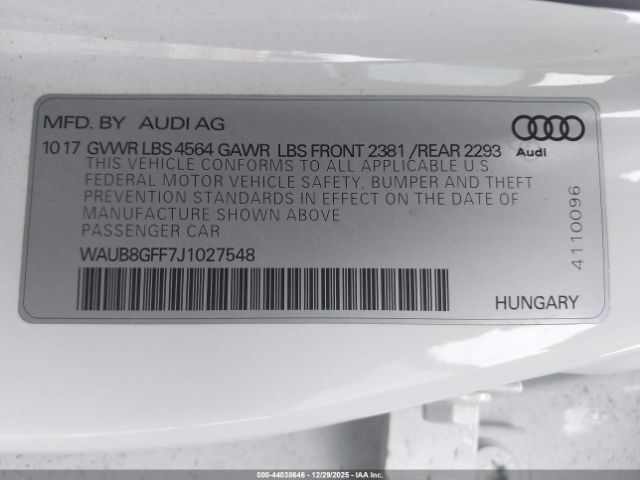 MFD. BY AUDI AG
10 17 GVWR LBS 4564 GAWR LBS FRONT 2381 /REAR 2293
Audi
THIS VEHICLE CONFORMS TO ALL APPLICABLE U.S.
FEDERAL MOTOR VEHICLE SAFETY, BUMPER AND THEFT
PREVENTION STANDARDS IN EFFECT ON THE DATE OF
MANUFACTURE SHOWN ABOVE
PASSENGER CAR
4110096
WAUB8GFF7J1027548
HUNGARY
000-44038646 - 12/29/2025 - IAA Inc.